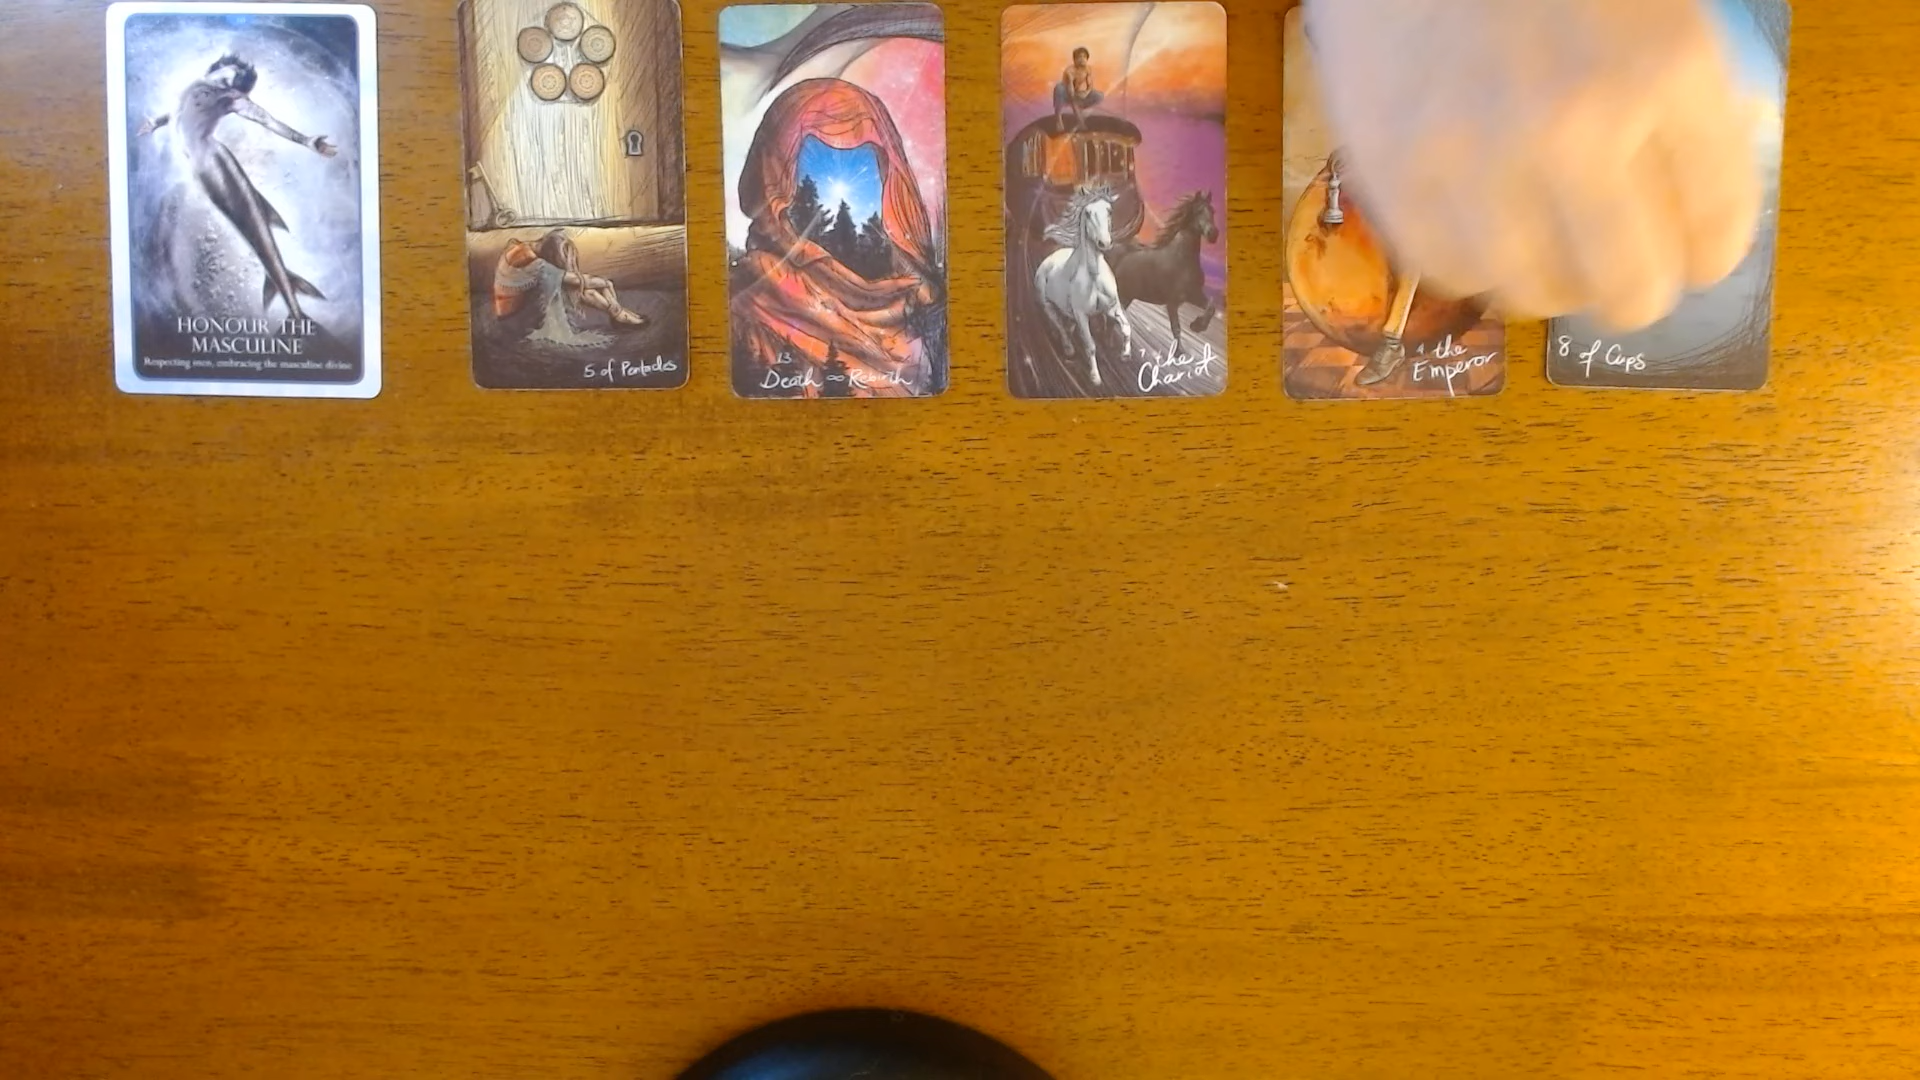 HONOUR THE
MASCULINE
Respecting men, embracing the masculine divine
5 of Pentacles
13
Death ∞ Rebirth
7 the
Chariot
4 the
Emperor
8 of Cups